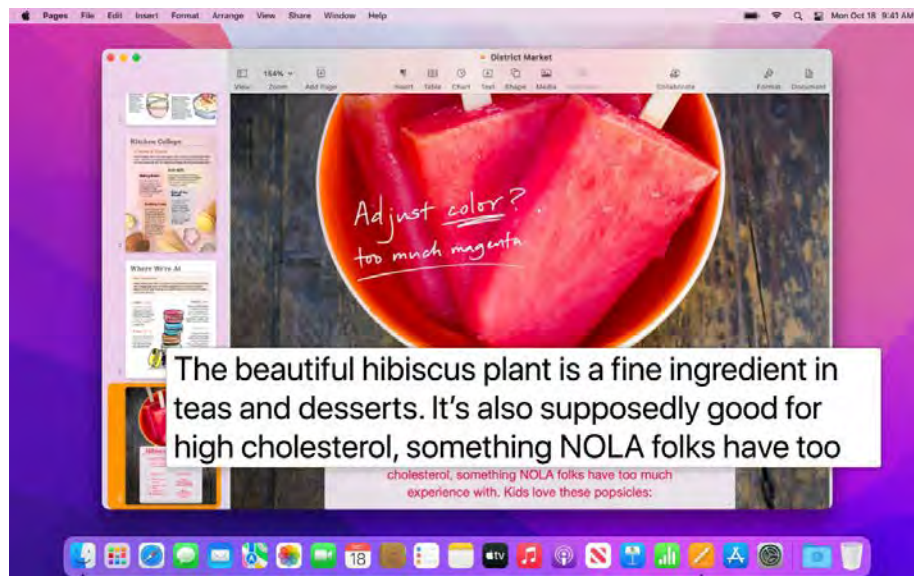 Pages File Edit Insert Format Arrange View Share Window Help
Mon Oct 18 9:41 AM
District Market
164%
View Zoom Add Page Insert Table Chart Text Shape Media Collaborate Format Document
Kitchen Collage
Where We're At
Adjust color?
too much magenta
The beautiful hibiscus plant is a fine ingredient in
teas and desserts. It's also supposedly good for
high cholesterol, something NOLA folks have too
cholesterol, something NOLA folks have too much
experience with. Kids love these popsicles:
18
tv